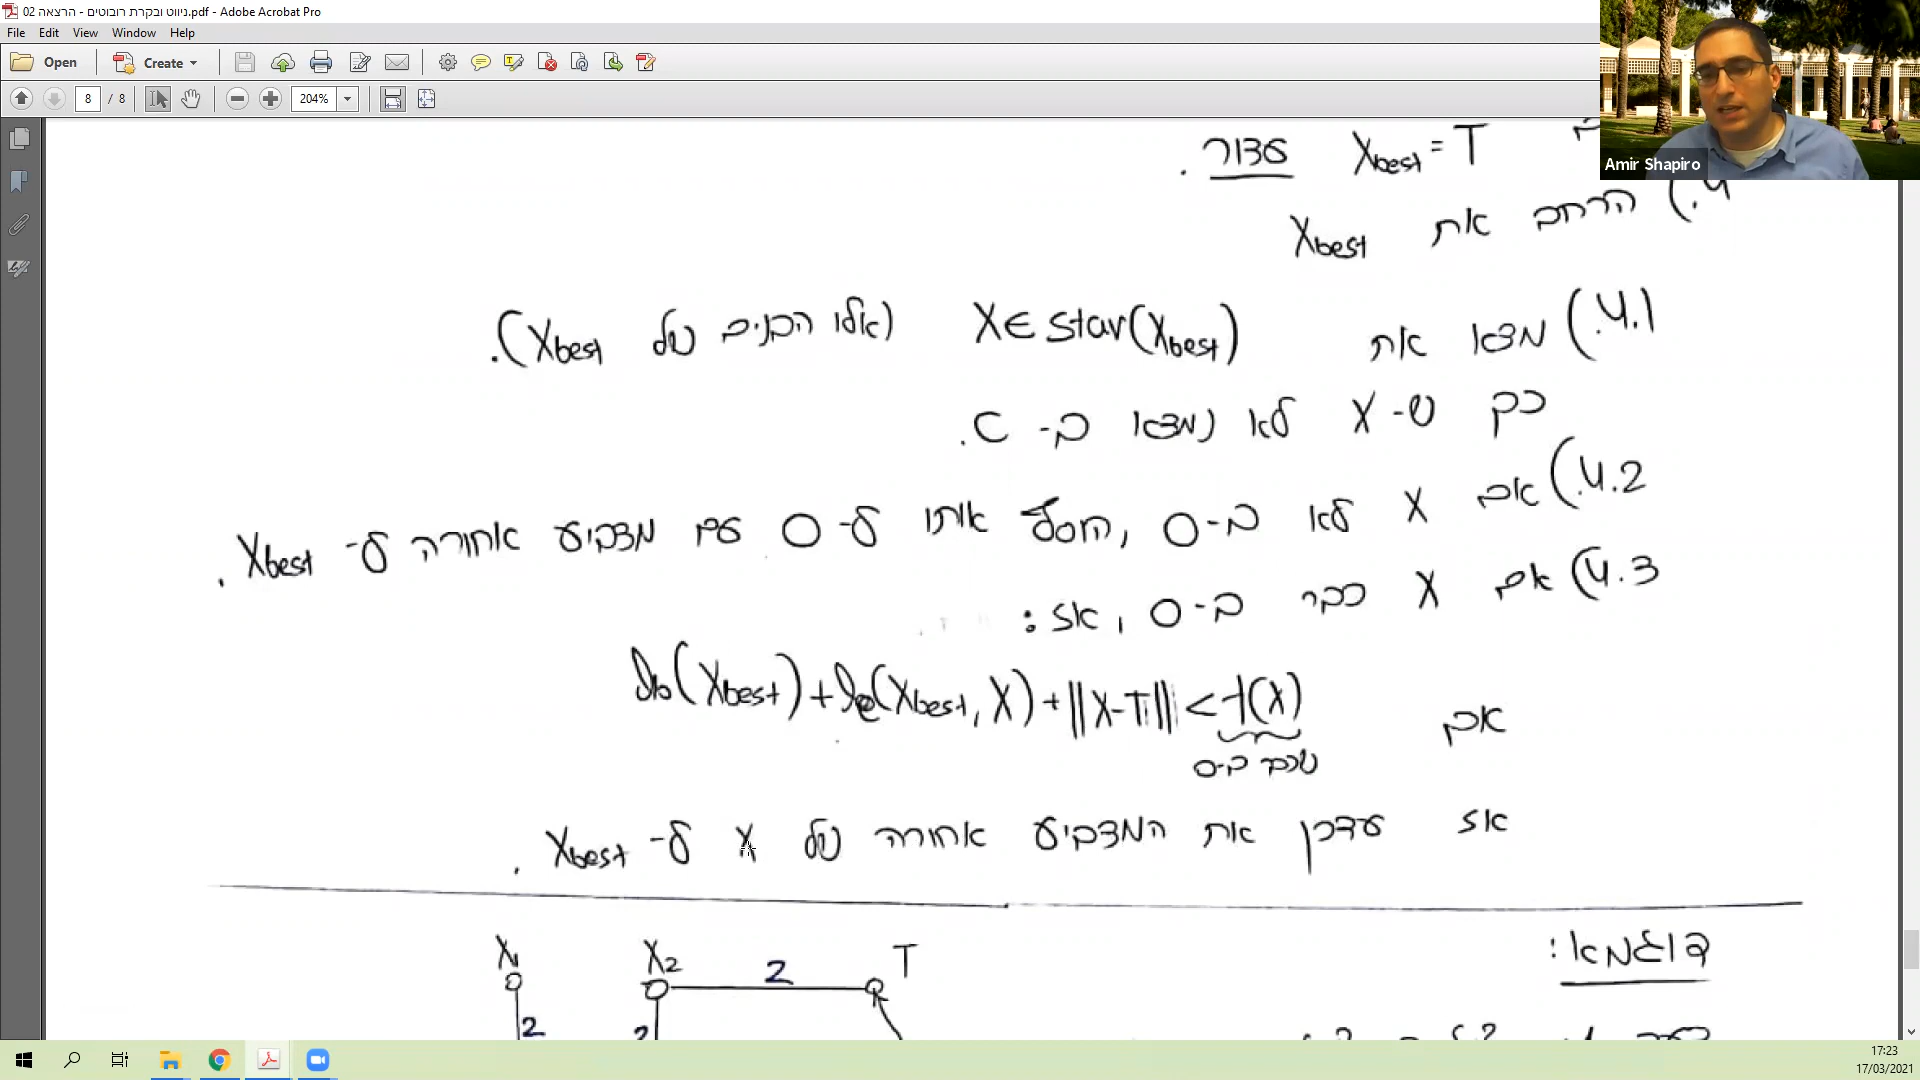 ניווט ובקרת רובוטים - הרצאה 02.pdf - Adobe Acrobat Pro
File Edit View Window Help
Open Create
8 / 8 204%
Amir Shapiro
Xbest = T עצור.
4.) הרחב את Xbest
4.1.) מצא את X∈Star(Xbest) (אלו הבנים של Xbest).
כך ש- X לא נמצא ב- C.
4.2.) אם X לא ב-O, הוסף אותו ל-O עם מצביע אחורה ל- Xbest.
4.3.) אם X כבר ב-O, אז:
אם (Xbest)+(Xbest, X)+||X-T||<f(X)
שכבר ב-O
אז עדכן את המצביע אחורה של X ל- Xbest.
דוגמא:
X1 X2 2 T
2 2
17:23
17/03/2021